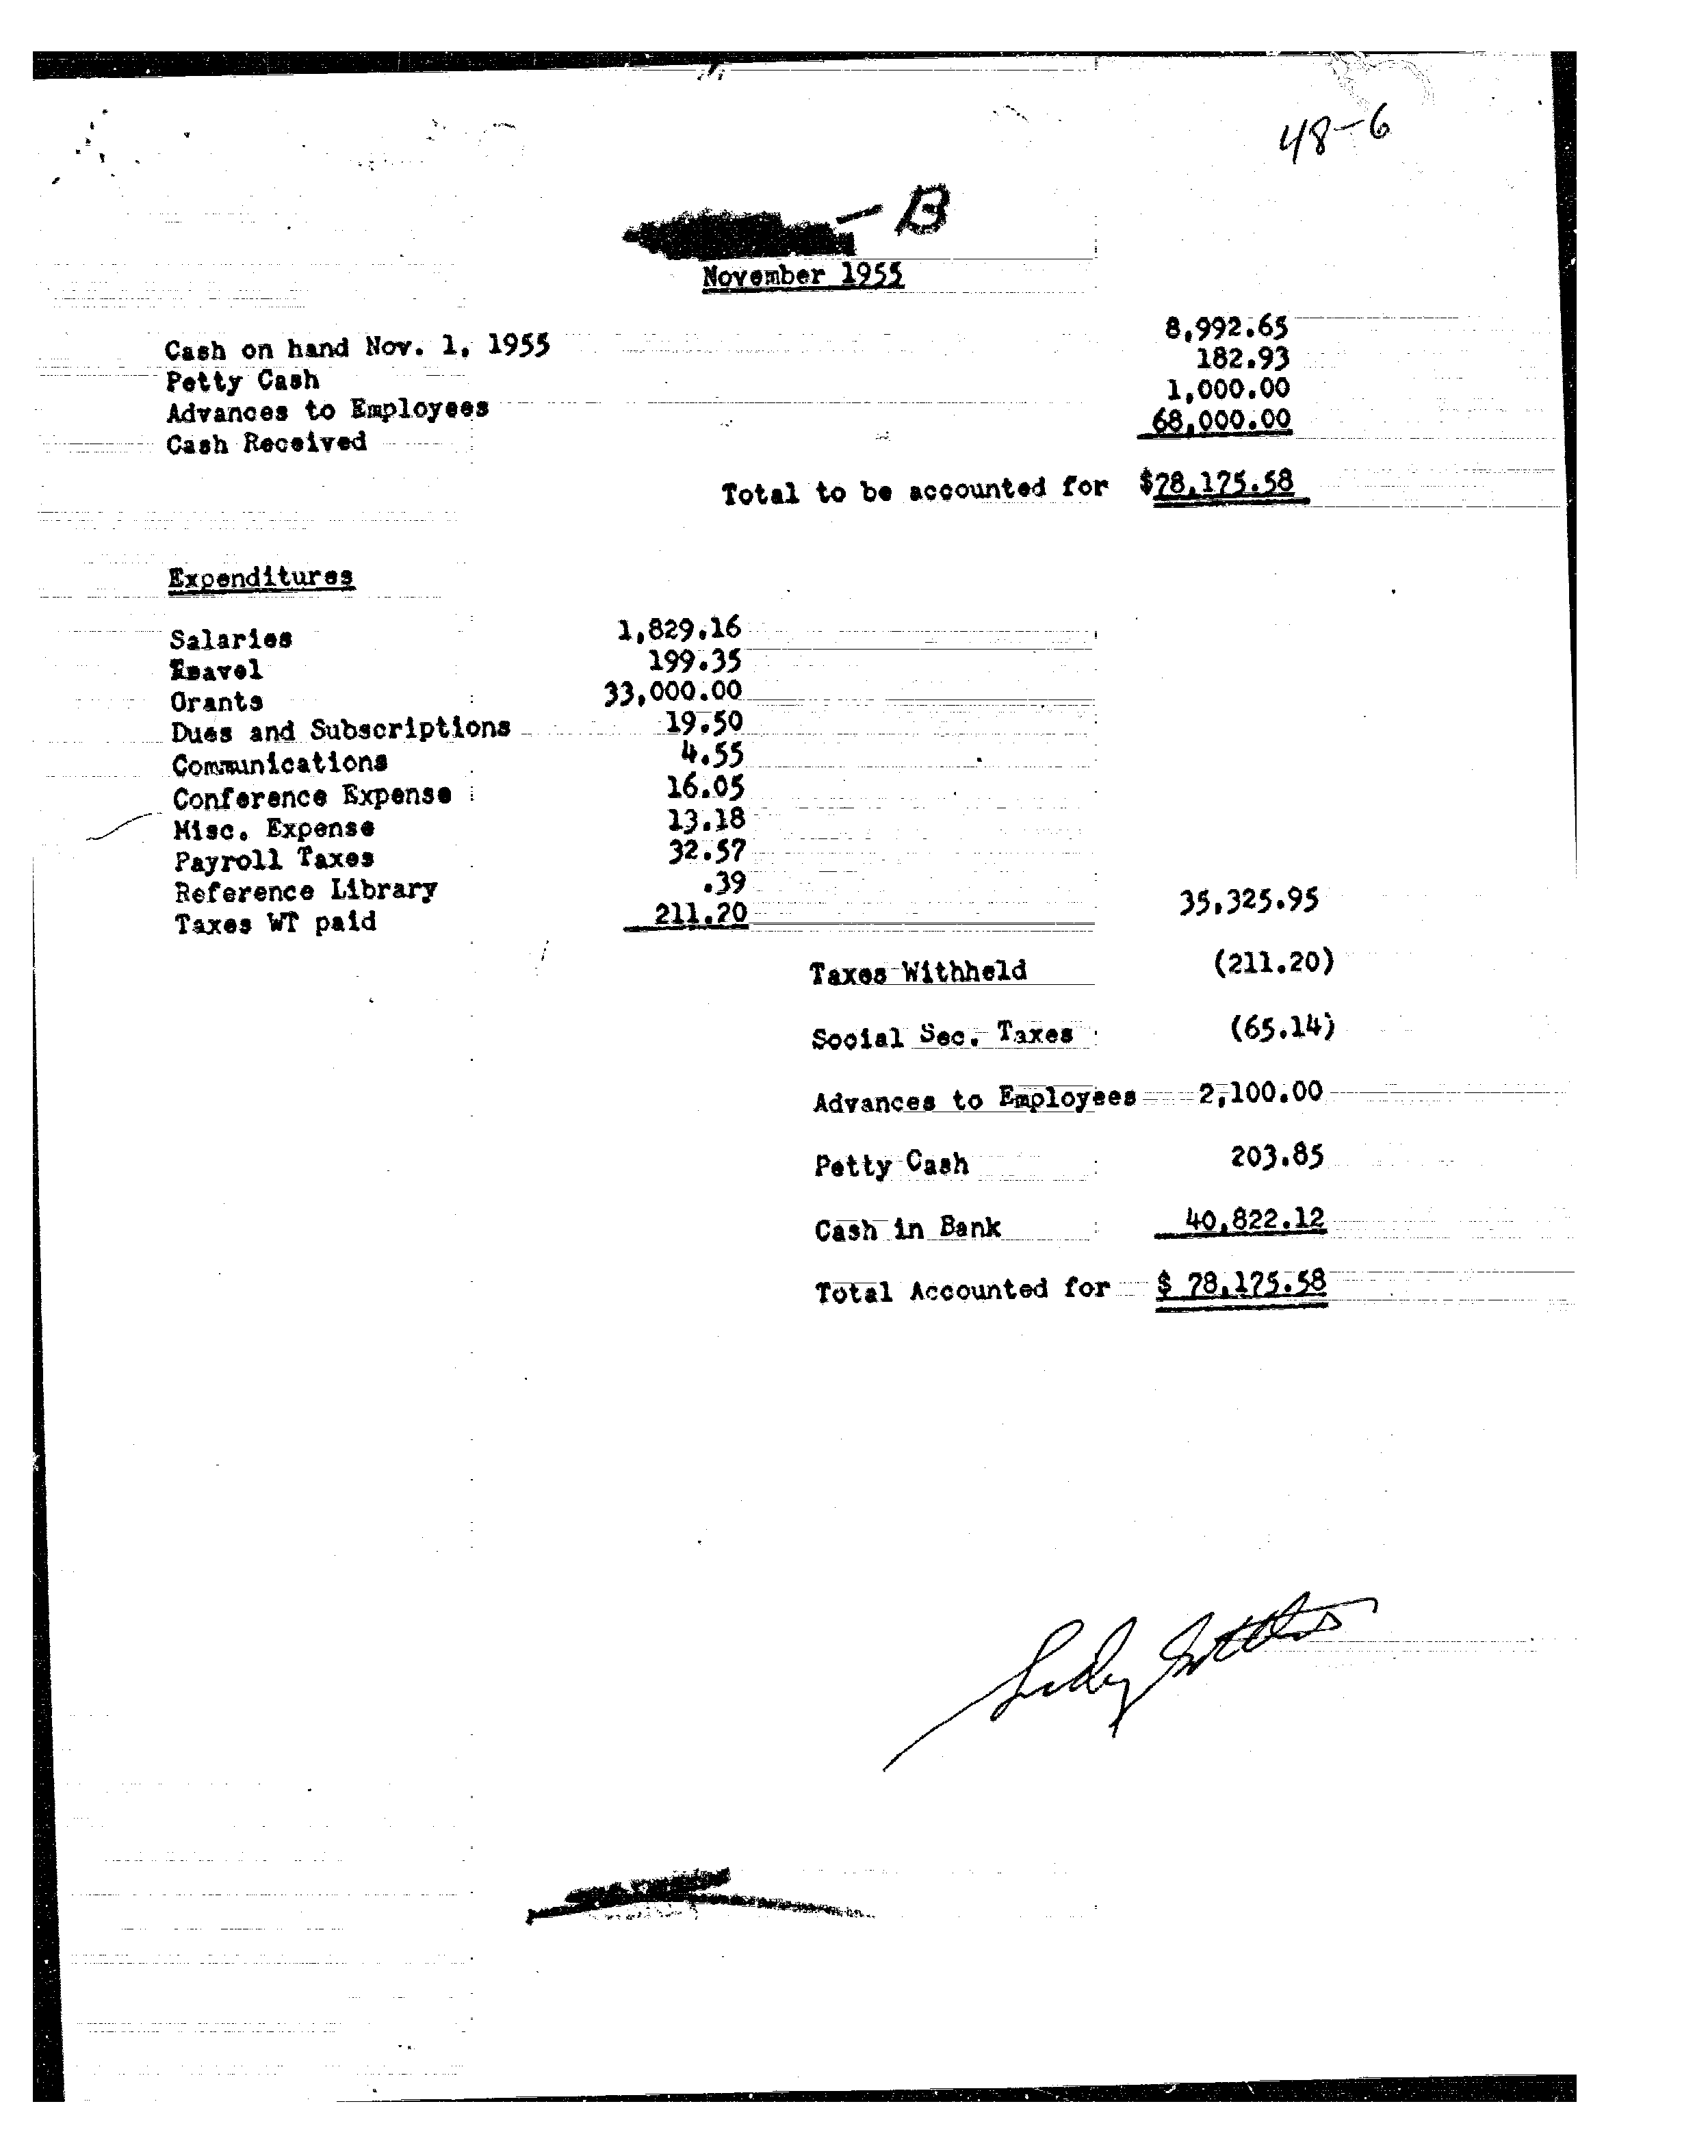 48-6
- B
November 1955
Cash on hand Nov. 1, 1955 8,992.65
Petty Cash 182.93
Advances to Employees 1,000.00
Cash Received 68,000.00
Total to be accounted for $78,175.58
Expenditures
Salaries 1,829.16
Travel 199.35
Grants 33,000.00
Dues and Subscriptions 19.50
Communications 4.55
Conference Expense 16.05
Misc. Expense 13.18
Payroll Taxes 32.57
Reference Library .39
Taxes WT paid 211.20 35,325.95
Taxes Withheld (211.20)
Social Sec. Taxes (65.14)
Advances to Employees 2,100.00
Petty Cash 203.85
Cash in Bank 40,822.12
Total Accounted for $ 78,175.58